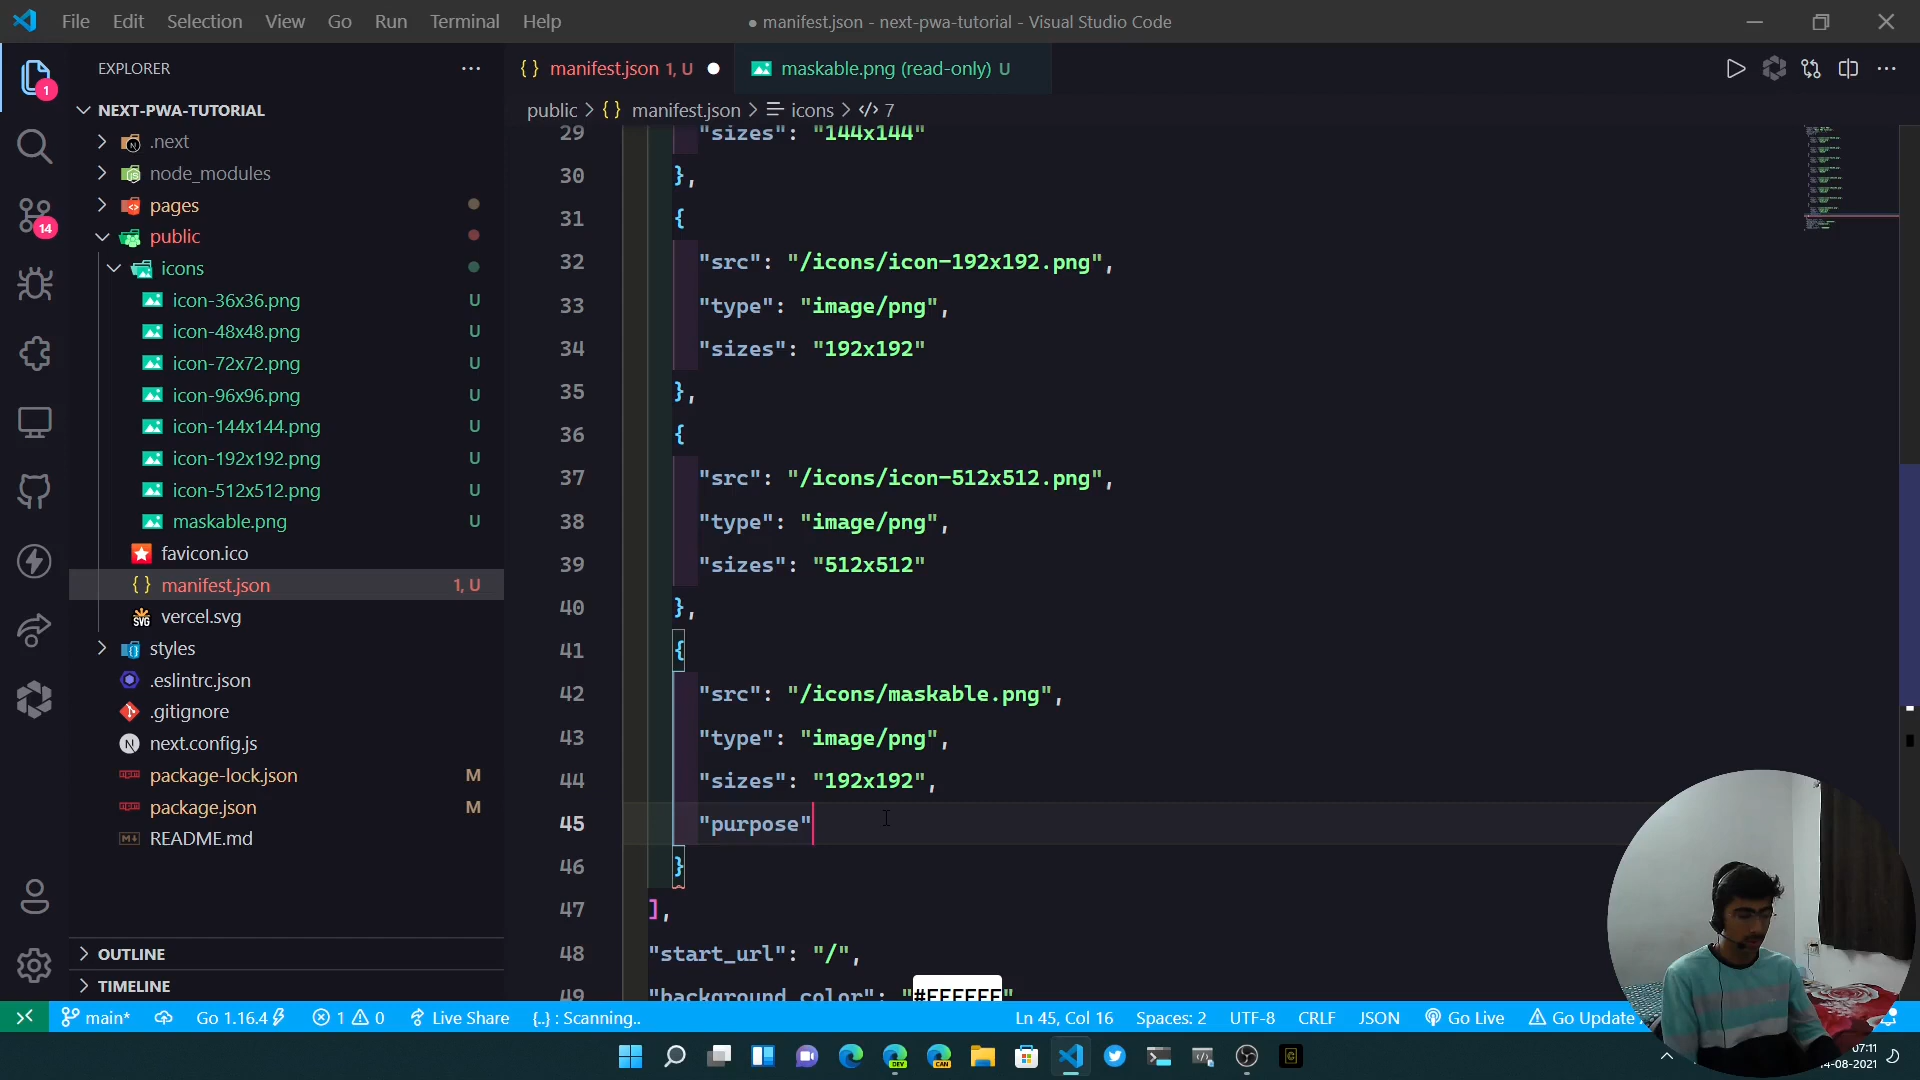 File Edit Selection View Go Run Terminal Help
● manifest.json - next-pwa-tutorial - Visual Studio Code
EXPLORER
{ } manifest.json 1, U
maskable.png (read-only) U
1
NEXT-PWA-TUTORIAL
public > { } manifest.json > icons > 7
.next
node_modules
pages
public
icons
icon-36x36.png U
icon-48x48.png U
icon-72x72.png U
icon-96x96.png U
icon-144x144.png U
icon-192x192.png U
icon-512x512.png U
maskable.png U
favicon.ico
{ } manifest.json 1, U
vercel.svg
styles
.eslintrc.json
.gitignore
next.config.js
package-lock.json M
package.json M
README.md
14
OUTLINE
TIMELINE
29 "sizes": "144x144"
30 },
31 {
32 "src": "/icons/icon-192x192.png",
33 "type": "image/png",
34 "sizes": "192x192"
35 },
36 {
37 "src": "/icons/icon-512x512.png",
38 "type": "image/png",
39 "sizes": "512x512"
40 },
41 {
42 "src": "/icons/maskable.png",
43 "type": "image/png",
44 "sizes": "192x192",
45 "purpose"
46 }
47 ],
48 "start_url": "/",
49 "background_color": "#FFFFFF"
main* Go 1.16.4 1 0 Live Share {..} : Scanning.. Ln 45, Col 16 Spaces: 2 UTF-8 CRLF JSON Go Live Go Update
07:11
-08-2021